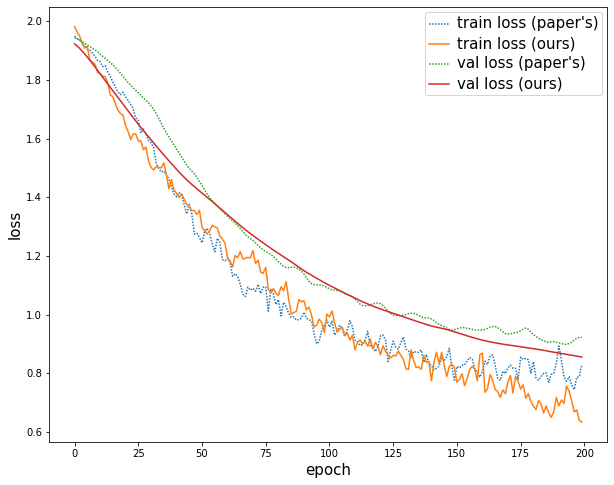 train loss (paper's)
train loss (ours)
val loss (paper's)
val loss (ours)
loss
2.0
1.8
1.6
1.4
1.2
1.0
0.8
0.6
0
25
50
75
100
125
150
175
200
epoch